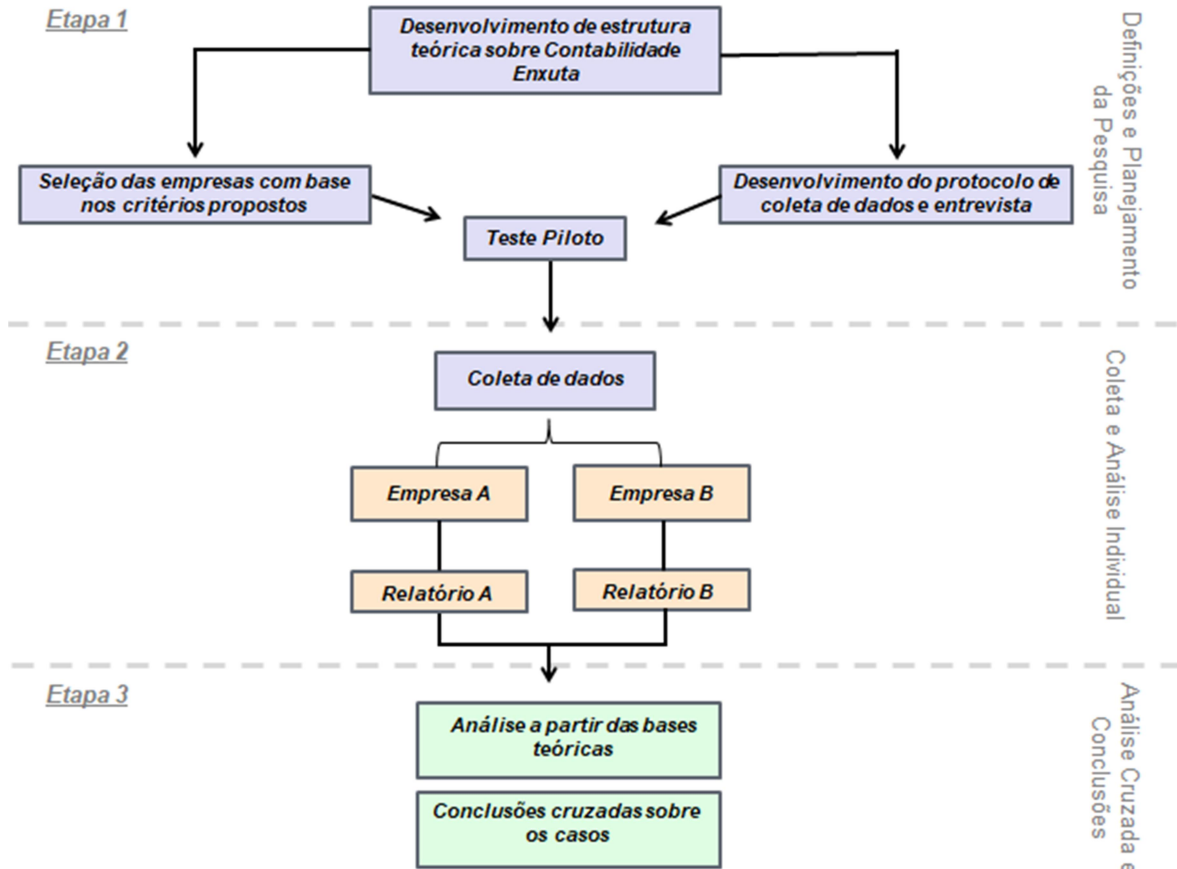 Etapa 1
Desenvolvimento de estrutura
teórica sobre Contabilidade
Enxuta
Definições e Planejamento
da Pesquisa
Seleção das empresas com base
nos critérios propostos
Desenvolvimento do protocolo de
coleta de dados e entrevista
Teste Piloto
Etapa 2
Coleta de dados
Coleta e Análise Individual
Empresa A
Empresa B
Relatório A
Relatório B
Etapa 3
Análise a partir das bases
teóricas
Conclusões cruzadas sobre
os casos
Análise Cruzada e
Conclusões